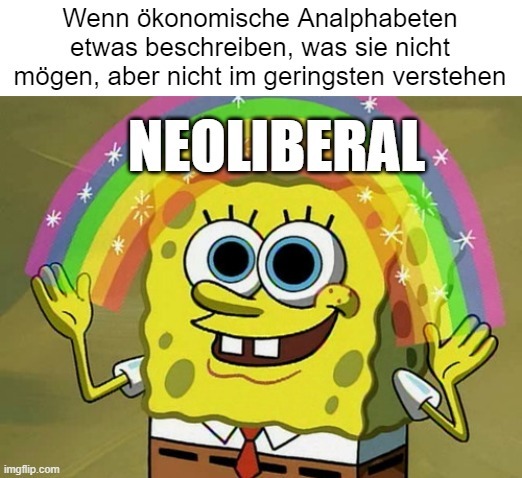 Wenn ökonomische Analphabeten
etwas beschreiben, was sie nicht
mögen, aber nicht im geringsten verstehen
NEOLIBERAL
imgflip.com